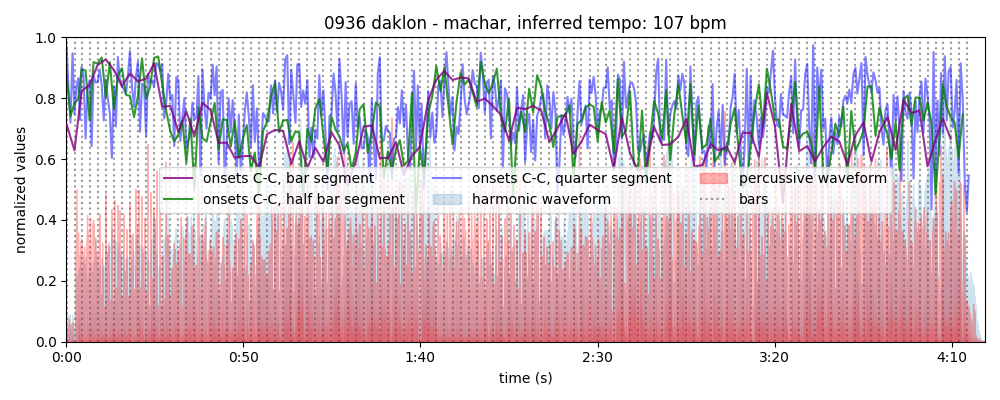 0936 daklon - machar, inferred tempo: 107 bpm
1.0
0.8
0.6
0.4
0.2
0.0
normalized values
onsets C-C, bar segment
onsets C-C, half bar segment
onsets C-C, quarter segment
harmonic waveform
percussive waveform
bars
0:00 0:50 1:40 2:30 3:20 4:10
time (s)